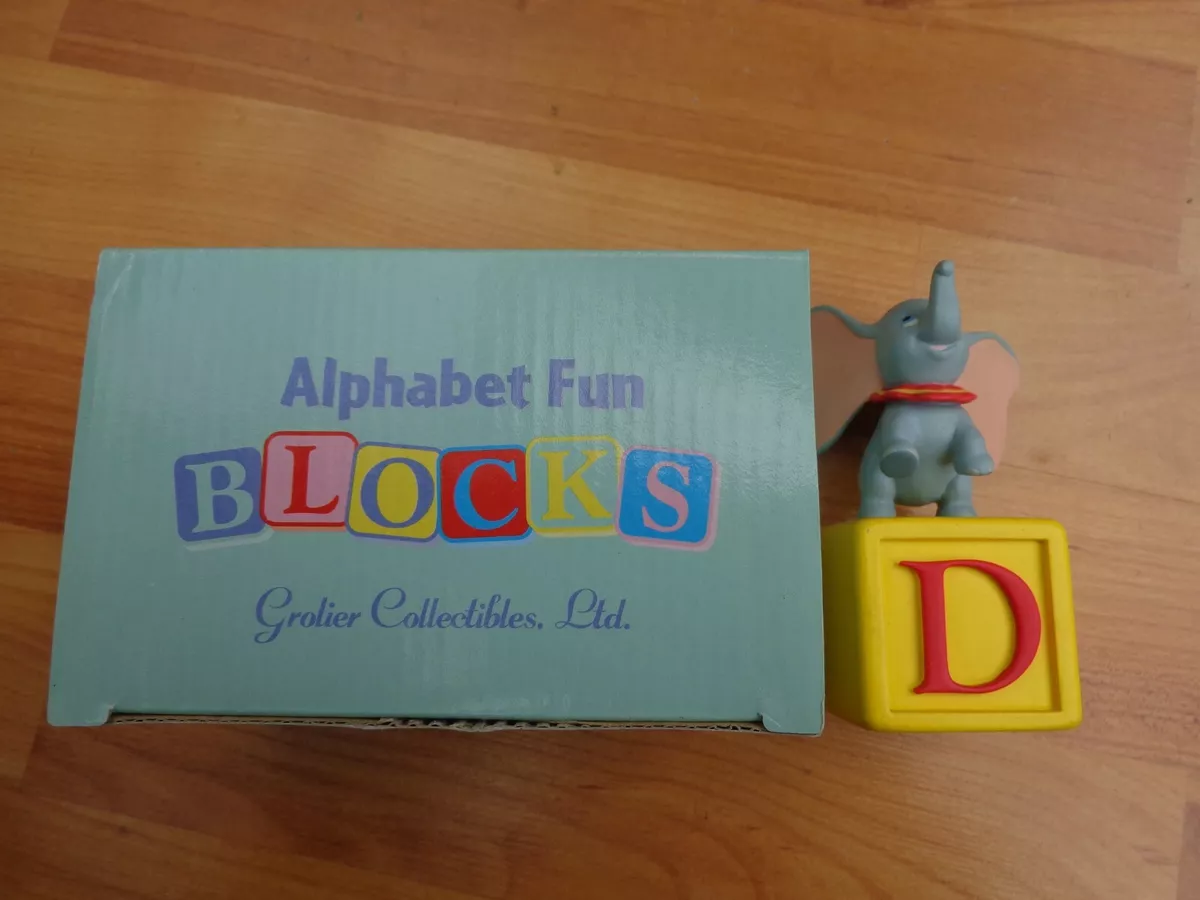 Alphabet Fun
BLOCKS
Grolier Collectibles, Ltd.
D